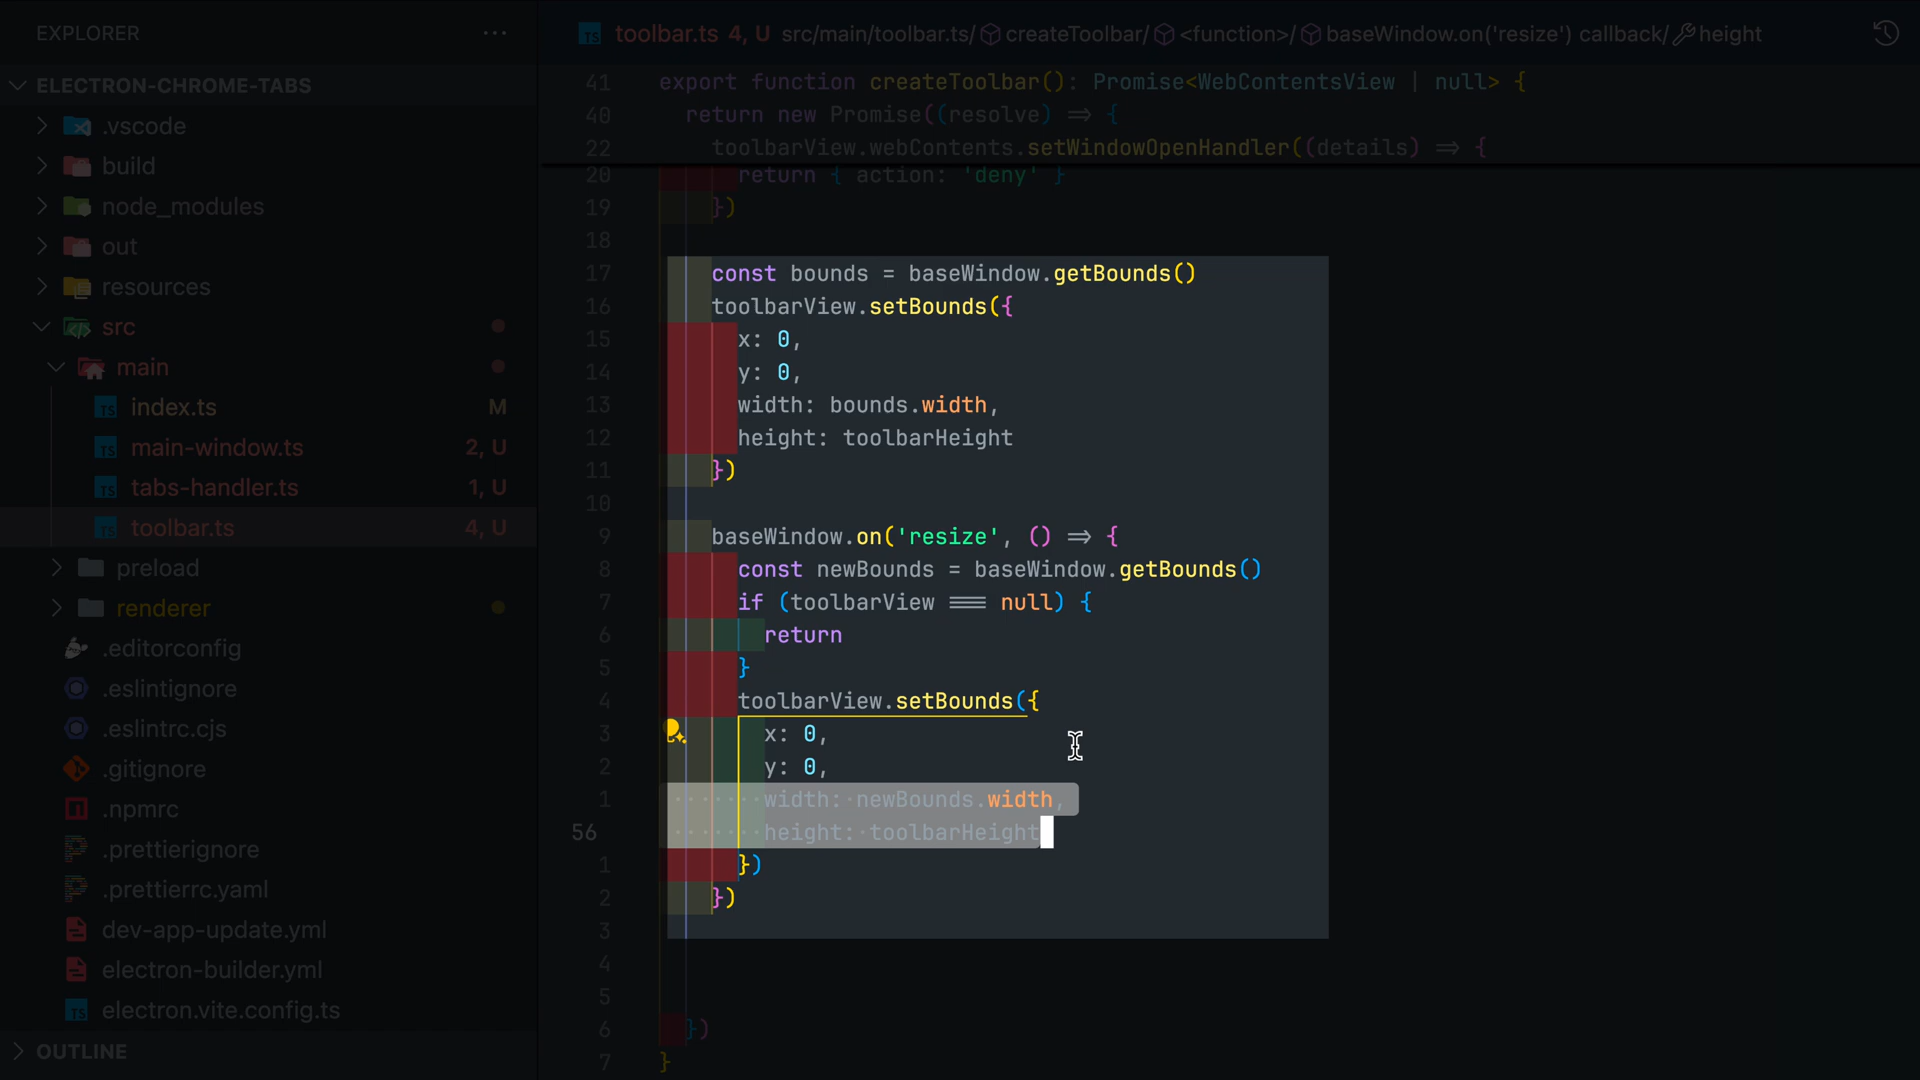 EXPLORER
ELECTRON-CHROME-TABS
.vscode
build
node_modules
out
resources
src
main
index.ts M
main-window.ts 2, U
tabs-handler.ts 1, U
toolbar.ts 4, U
preload
renderer
.editorconfig
.eslintignore
.eslintrc.cjs
.gitignore
.npmrc
.prettierignore
.prettierrc.yaml
dev-app-update.yml
electron-builder.yml
electron.vite.config.ts
OUTLINE
toolbar.ts 4, U src/main/toolbar.ts/ createToolbar/ <function>/ baseWindow.on('resize') callback/ height
41 export function createToolbar(): Promise<WebContentsView | null> {
40 return new Promise((resolve) => {
22 toolbarView.webContents.setWindowOpenHandler((details) => {
20 return { action: 'deny' }
19 })
18
17 const bounds = baseWindow.getBounds()
16 toolbarView.setBounds({
15 x: 0,
14 y: 0,
13 width: bounds.width,
12 height: toolbarHeight
11 })
10
9 baseWindow.on('resize', () => {
8 const newBounds = baseWindow.getBounds()
7 if (toolbarView === null) {
6 return
5 }
4 toolbarView.setBounds({
3 x: 0,
2 y: 0,
1 width: newBounds.width,
56 height: toolbarHeight
1 })
2 })
3
4
5
6 })
7 }